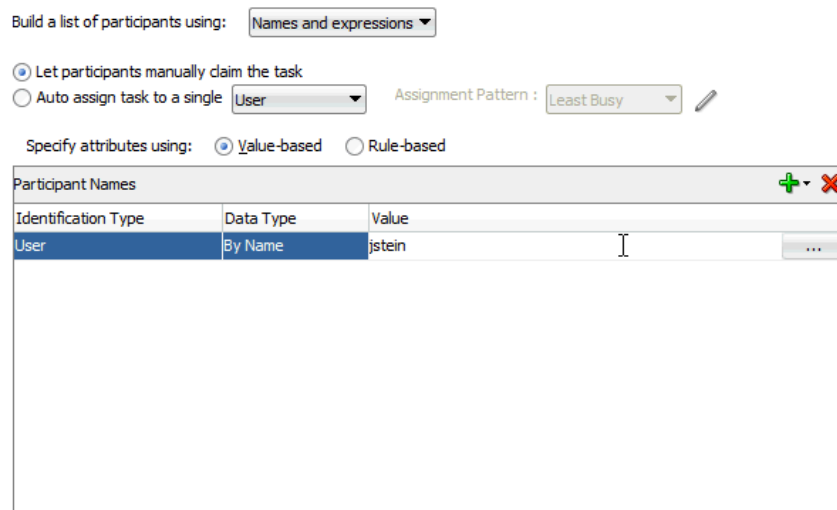 Build a list of participants using: Names and expressions
Let participants manually claim the task
Auto assign task to a single User Assignment Pattern : Least Busy
Specify attributes using: Value-based Rule-based
Participant Names
Identification Type Data Type Value
User By Name jstein ...